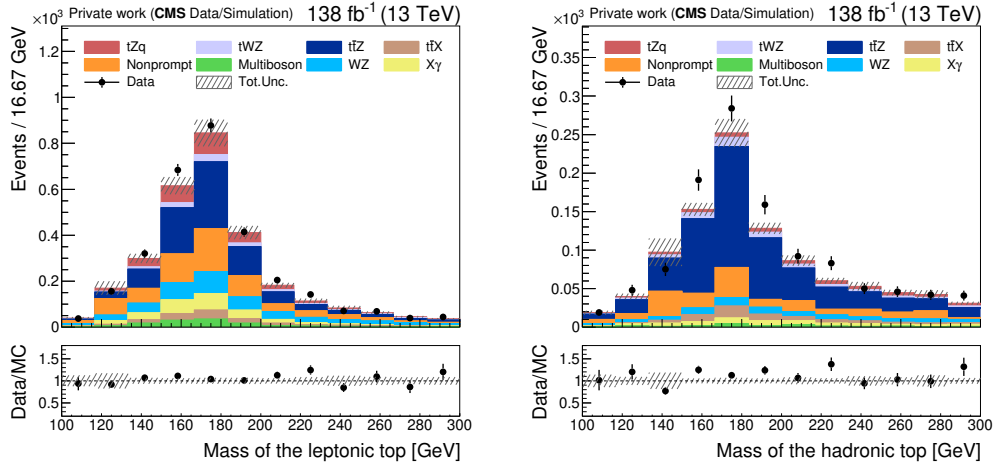 Private work (CMS Data/Simulation) 138 fb⁻¹ (13 TeV)
×10³
Events / 16.67 GeV
tZq tWZ tt̄Z tt̄X
Nonprompt Multiboson WZ Xγ
Data Tot.Unc.
1.2
1
0.8
0.6
0.4
0.2
0
Data/MC
1.5
1
0.5
100 120 140 160 180 200 220 240 260 280 300
Mass of the leptonic top [GeV]
Private work (CMS Data/Simulation) 138 fb⁻¹ (13 TeV)
×10³
Events / 16.67 GeV
tZq tWZ tt̄Z tt̄X
Nonprompt Multiboson WZ Xγ
Data Tot.Unc.
0.35
0.3
0.25
0.2
0.15
0.1
0.05
0
Data/MC
1.5
1
0.5
100 120 140 160 180 200 220 240 260 280 300
Mass of the hadronic top [GeV]